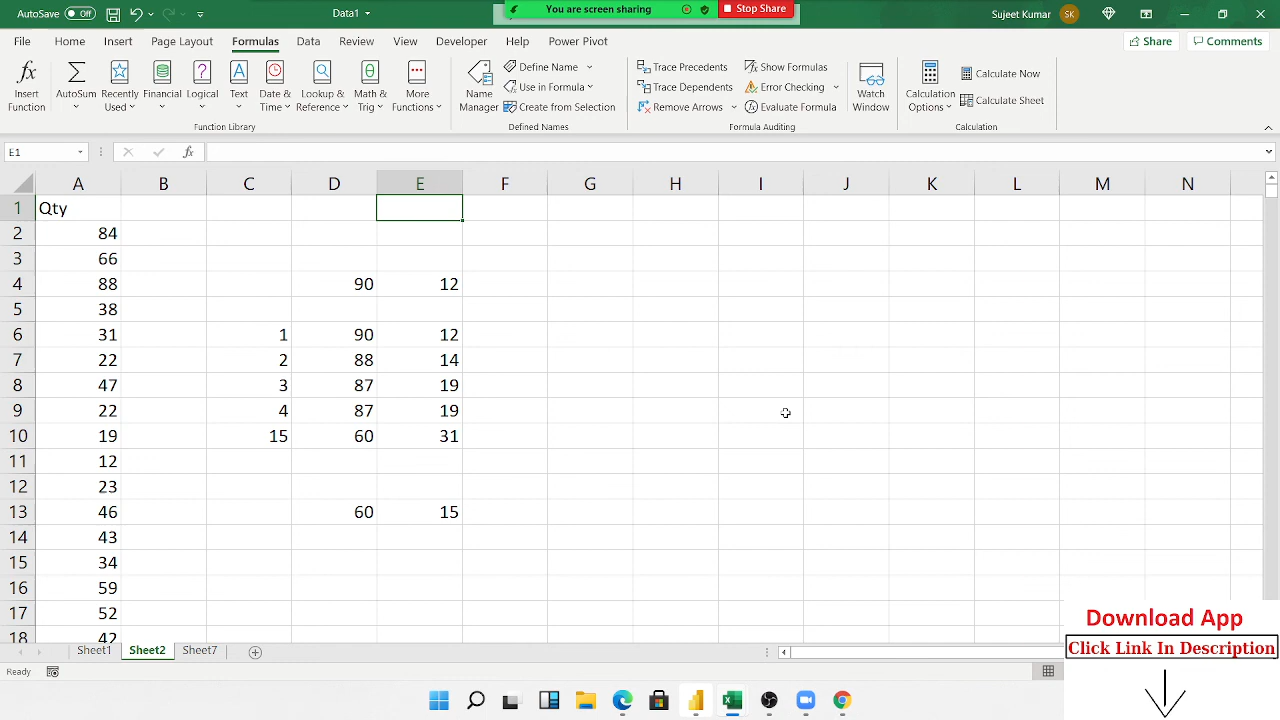 AutoSave Off Data1 You are screen sharing Stop Share Sujeet Kumar SK
File Home Insert Page Layout Formulas Data Review View Developer Help Power Pivot Share Comments
Insert Function
AutoSum
Recently Used
Financial
Logical
Text
Date & Time
Lookup & Reference
Math & Trig
More Functions
Function Library
Name Manager
Define Name
Use in Formula
Create from Selection
Defined Names
Trace Precedents
Trace Dependents
Remove Arrows
Show Formulas
Error Checking
Evaluate Formula
Watch Window
Formula Auditing
Calculation Options
Calculate Now
Calculate Sheet
Calculation
E1 fx
A B C D E F G H I J K L M N
1 Qty
2 84
3 66
4 88 90 12
5 38
6 31 1 90 12
7 22 2 88 14
8 47 3 87 19
9 22 4 87 19
10 19 15 60 31
11 12
12 23
13 46 60 15
14 43
15 34
16 59
17 52
18 42
Sheet1 Sheet2 Sheet7
Ready
Download App
Click Link In Description